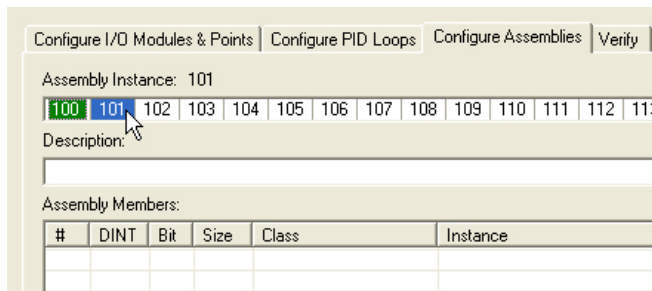 Configure I/O Modules & Points Configure PID Loops Configure Assemblies Verify
Assembly Instance: 101
100 101 102 103 104 105 106 107 108 109 110 111 112 113
Description:
Assembly Members:
# DINT Bit Size Class Instance